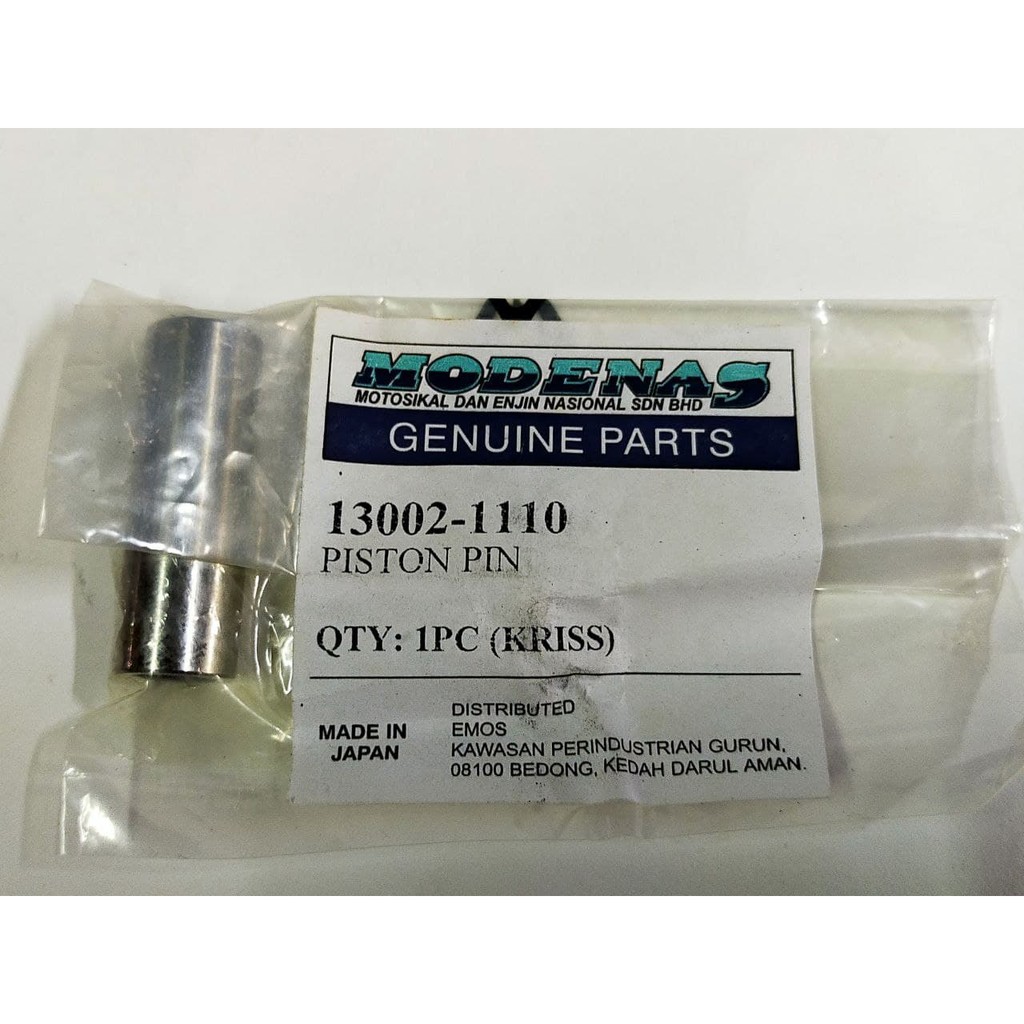 MODENAS
MOTOSIKAL DAN ENJIN NASIONAL SDN BHD
GENUINE PARTS
13002-1110
PISTON PIN
QTY: 1PC (KRISS)
MADE IN
JAPAN
DISTRIBUTED
EMOS
KAWASAN PERINDUSTRIAN GURUN,
08100 BEDONG, KEDAH DARUL AMAN.